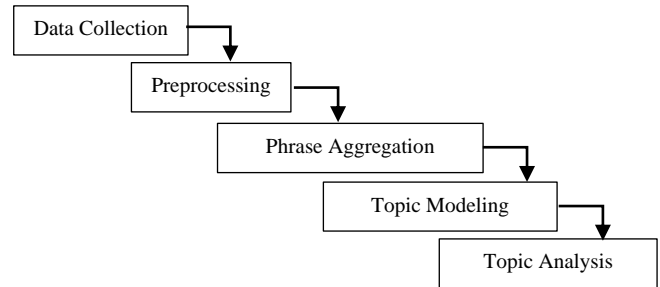 Data Collection
Preprocessing
Phrase Aggregation
Topic Modeling
Topic Analysis